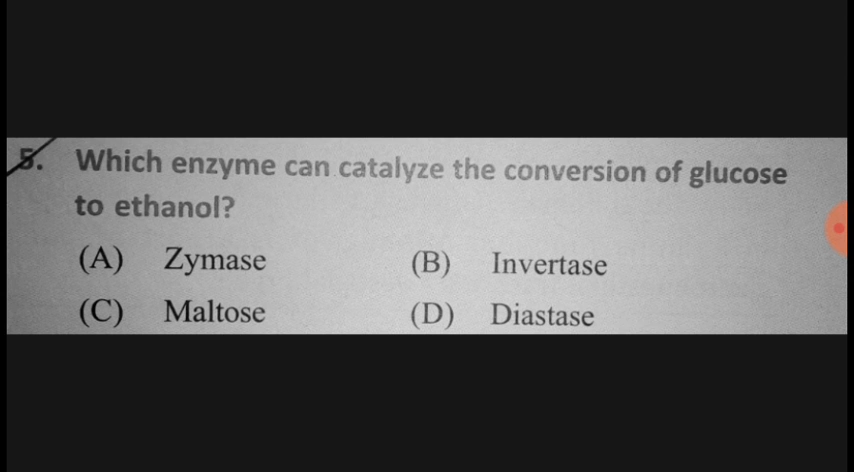 5. Which enzyme can catalyze the conversion of glucose
to ethanol?
(A) Zymase (B) Invertase
(C) Maltose (D) Diastase